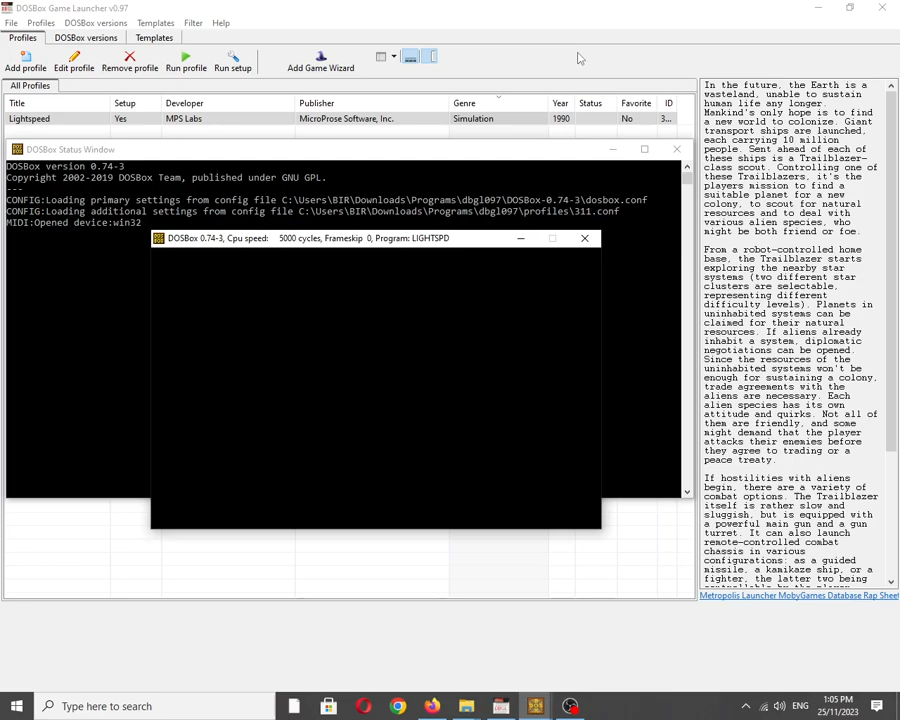 DOSBox Game Launcher v0.97
File Profiles DOSBox versions Templates Filter Help
Profiles DOSBox versions Templates
Add profile Edit profile Remove profile Run profile Run setup Add Game Wizard
All Profiles
Title Setup Developer Publisher Genre Year Status Favorite ID
Lightspeed Yes MPS Labs MicroProse Software, Inc. Simulation 1990 No 3...
DOSBox Status Window
DOSBox version 0.74-3
Copyright 2002-2019 DOSBox Team, published under GNU GPL.
---
CONFIG:Loading primary settings from config file C:\Users\BIR\Downloads\Programs\dbgl097\DOSBox-0.74-3\dosbox.conf
CONFIG:Loading additional settings from config file C:\Users\BIR\Downloads\Programs\dbgl097\profiles\311.conf
MIDI:Opened device:win32
DOSBox 0.74-3, Cpu speed: 5000 cycles, Frameskip 0, Program: LIGHTSPD
In the future, the Earth is a
wasteland, unable to sustain
human life any longer.
Mankind's only hope is to find
a new world to colonize. Giant
transport ships are launched,
each carrying 10 million
people. Sent ahead of each of
these ships is a Trailblazer-
class scout. Controlling one of
these Trailblazers, it's the
players mission to find a
suitable planet for a new
colony, to scout for natural
resources and to deal with
various alien species, who
might be both friend or foe.
From a robot-controlled home
base, the Trailblazer starts
exploring the nearby star
systems (two different star
clusters are selectable,
representing different
difficulty levels). Planets in
uninhabited systems can be
claimed for their natural
resources. If aliens already
inhabit a system, diplomatic
negotiations can be opened.
Since the resources of the
uninhabited systems won't be
enough for sustaining a colony,
trade agreements with the
aliens are necessary. Each
alien species has its own
attitude and quirks. Not all of
them are friendly, and some
might demand that the player
attacks their enemies before
they agree to trading or a
peace treaty.
If hostilities with aliens
begin, there are a variety of
combat options. The Trailblazer
itself is rather slow and
sluggish, but is equipped with
a powerful main gun and a gun
turret. It can also launch
remote-controlled combat
chassis in various
configurations: as a guided
missile, a kamikaze ship, or a
fighter, the latter two being
controllable by the player
Metropolis Launcher MobyGames Database Rap Sheet
Type here to search
ENG
1:05 PM
25/11/2023